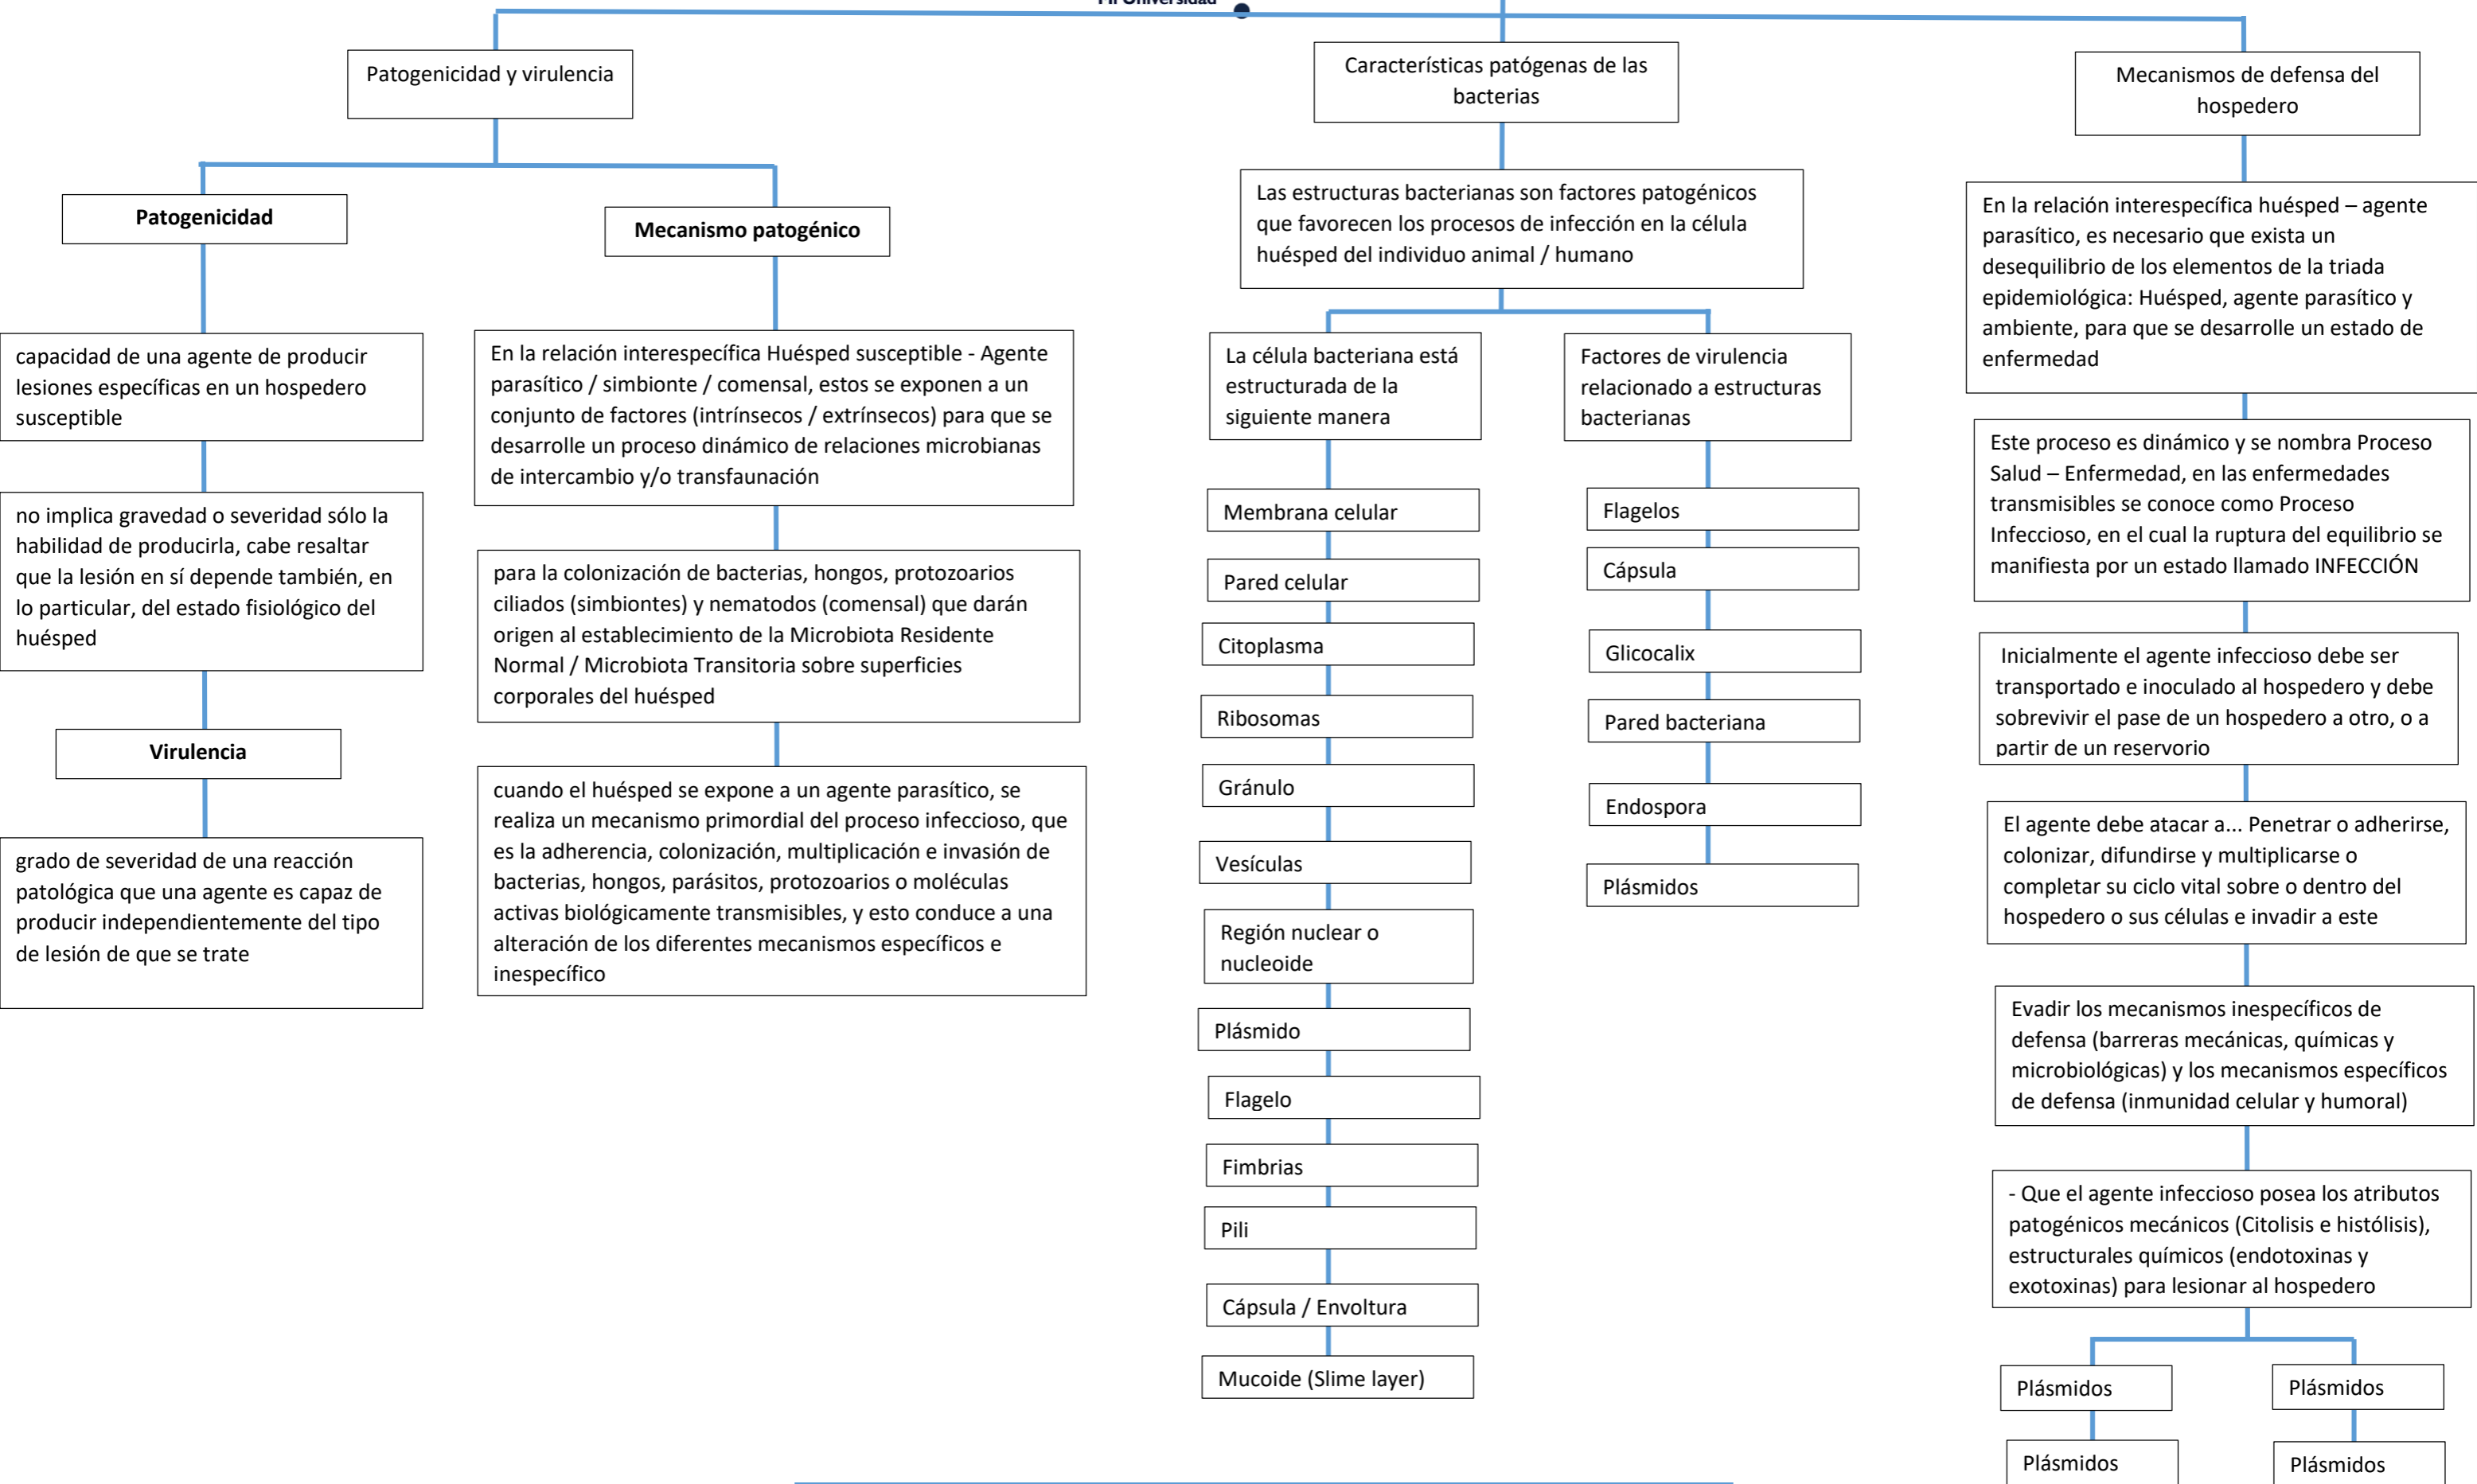 Mi Universidad
Patogenicidad y virulencia
Patogenicidad
capacidad de una agente de producir
lesiones específicas en un hospedero
susceptible
no implica gravedad o severidad sólo la
habilidad de producirla, cabe resaltar
que la lesión en sí depende también, en
lo particular, del estado fisiológico del
huésped
Virulencia
grado de severidad de una reacción
patológica que una agente es capaz de
producir independientemente del tipo
de lesión de que se trate
Mecanismo patogénico
En la relación interespecífica Huésped susceptible - Agente
parasítico / simbionte / comensal, estos se exponen a un
conjunto de factores (intrínsecos / extrínsecos) para que se
desarrolle un proceso dinámico de relaciones microbianas
de intercambio y/o transfaunación
para la colonización de bacterias, hongos, protozoarios
ciliados (simbiontes) y nematodos (comensal) que darán
origen al establecimiento de la Microbiota Residente
Normal / Microbiota Transitoria sobre superficies
corporales del huésped
cuando el huésped se expone a un agente parasítico, se
realiza un mecanismo primordial del proceso infeccioso, que
es la adherencia, colonización, multiplicación e invasión de
bacterias, hongos, parásitos, protozoarios o moléculas
activas biológicamente transmisibles, y esto conduce a una
alteración de los diferentes mecanismos específicos e
inespecífico
Características patógenas de las
bacterias
Las estructuras bacterianas son factores patogénicos
que favorecen los procesos de infección en la célula
huésped del individuo animal / humano
La célula bacteriana está
estructurada de la
siguiente manera
Membrana celular
Pared celular
Citoplasma
Ribosomas
Gránulo
Vesículas
Región nuclear o
nucleoide
Plásmido
Flagelo
Fimbrias
Pili
Cápsula / Envoltura
Mucoide (Slime layer)
Factores de virulencia
relacionado a estructuras
bacterianas
Flagelos
Cápsula
Glicocalix
Pared bacteriana
Endospora
Plásmidos
Mecanismos de defensa del
hospedero
En la relación interespecífica huésped – agente
parasítico, es necesario que exista un
desequilibrio de los elementos de la triada
epidemiológica: Huésped, agente parasítico y
ambiente, para que se desarrolle un estado de
enfermedad
Este proceso es dinámico y se nombra Proceso
Salud – Enfermedad, en las enfermedades
transmisibles se conoce como Proceso
Infeccioso, en el cual la ruptura del equilibrio se
manifiesta por un estado llamado INFECCIÓN
Inicialmente el agente infeccioso debe ser
transportado e inoculado al hospedero y debe
sobrevivir el pase de un hospedero a otro, o a
partir de un reservorio
El agente debe atacar a... Penetrar o adherirse,
colonizar, difundirse y multiplicarse o
completar su ciclo vital sobre o dentro del
hospedero o sus células e invadir a este
Evadir los mecanismos inespecíficos de
defensa (barreras mecánicas, químicas y
microbiológicas) y los mecanismos específicos
de defensa (inmunidad celular y humoral)
- Que el agente infeccioso posea los atributos
patogénicos mecánicos (Citolisis e histólisis),
estructurales químicos (endotoxinas y
exotoxinas) para lesionar al hospedero
Plásmidos
Plásmidos
Plásmidos
Plásmidos